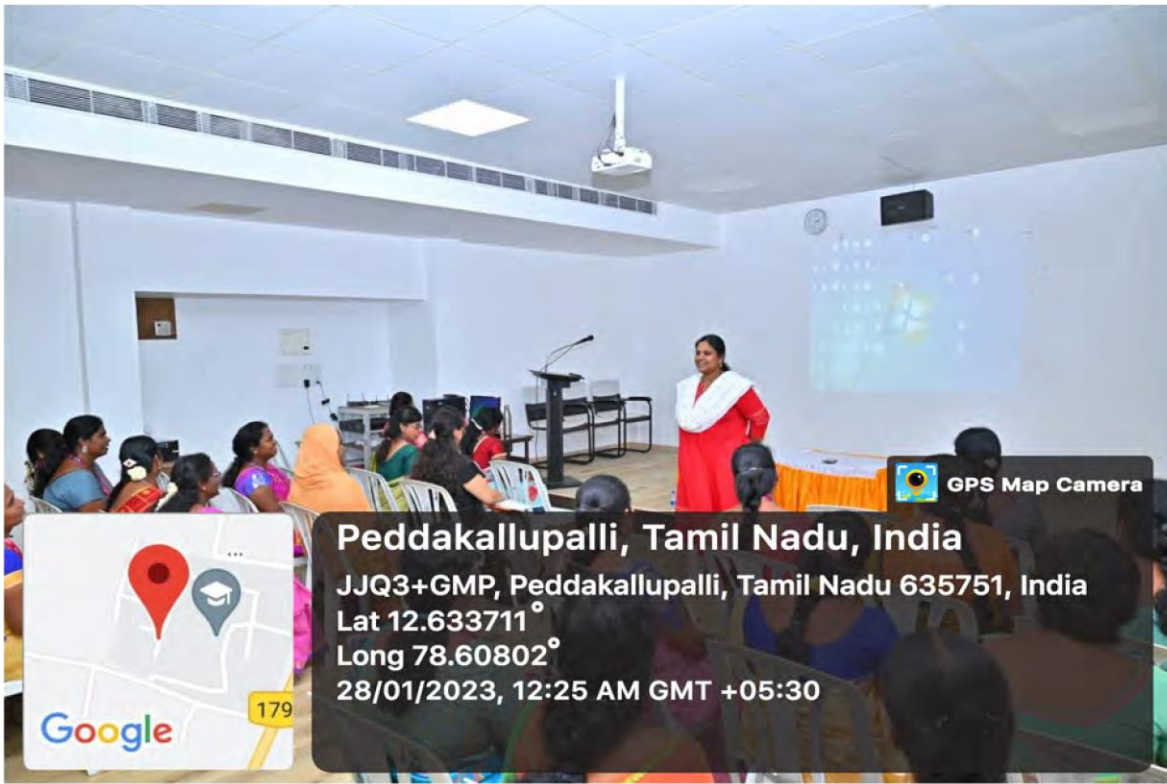 GPS Map Camera
Peddakallupalli, Tamil Nadu, India
JJQ3+GMP, Peddakallupalli, Tamil Nadu 635751, India
Lat 12.633711°
Long 78.60802°
28/01/2023, 12:25 AM GMT +05:30
179
Google